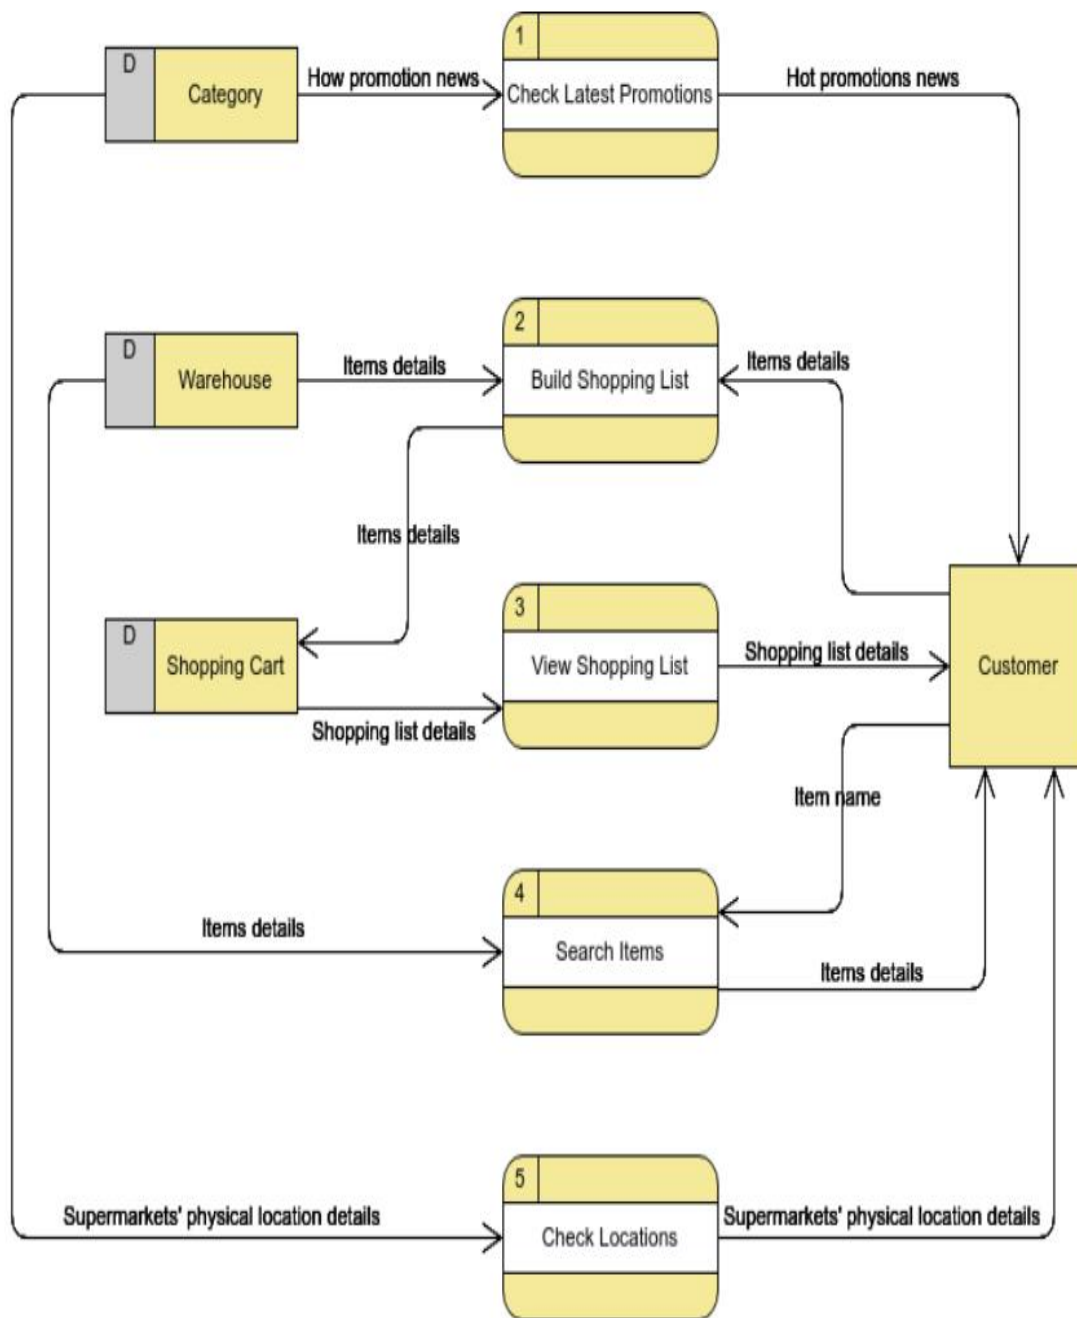 1
D
Category
How promotion news
Check Latest Promotions
Hot promotions news
2
D
Warehouse
Items details
Build Shopping List
Items details
Items details
3
D
Shopping Cart
View Shopping List
Shopping list details
Customer
Shopping list details
Item name
4
Items details
Search Items
Items details
5
Supermarkets' physical location details
Check Locations
Supermarkets' physical location details